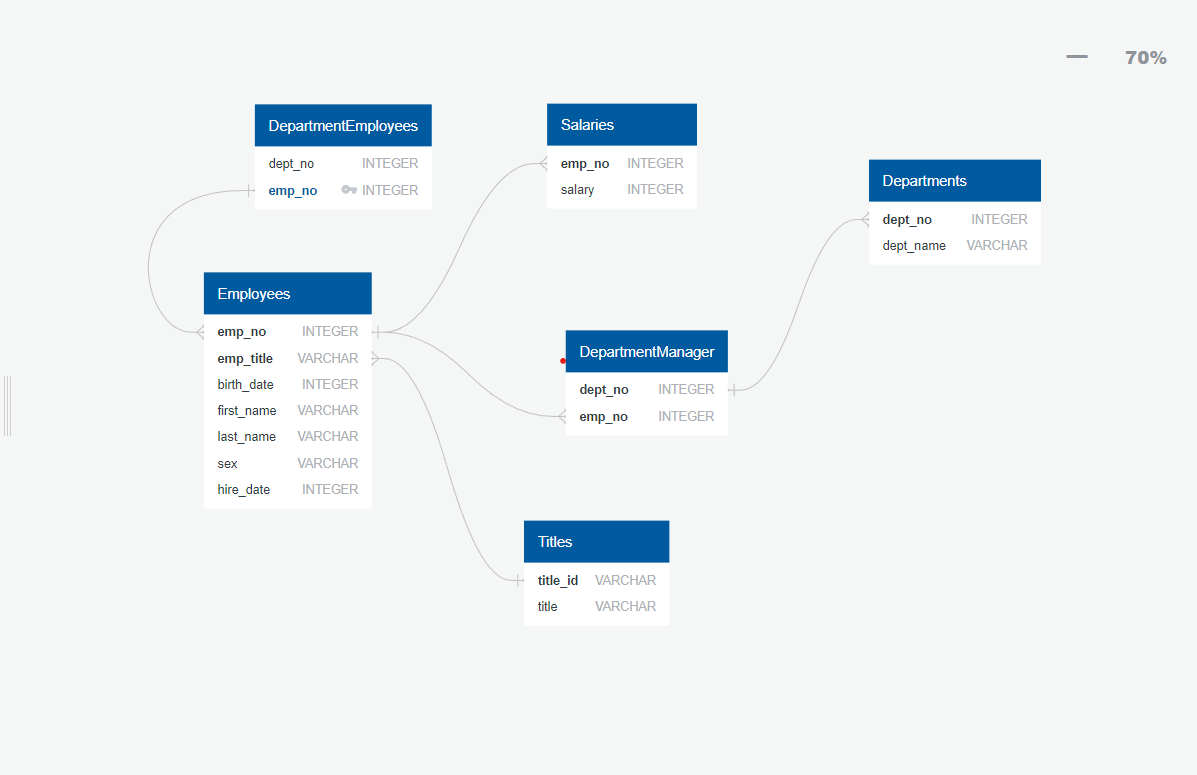 70%
DepartmentEmployees
dept_no INTEGER
emp_no INTEGER
Salaries
emp_no INTEGER
salary INTEGER
Departments
dept_no INTEGER
dept_name VARCHAR
Employees
emp_no INTEGER
emp_title VARCHAR
birth_date INTEGER
first_name VARCHAR
last_name VARCHAR
sex VARCHAR
hire_date INTEGER
DepartmentManager
dept_no INTEGER
emp_no INTEGER
Titles
title_id VARCHAR
title VARCHAR